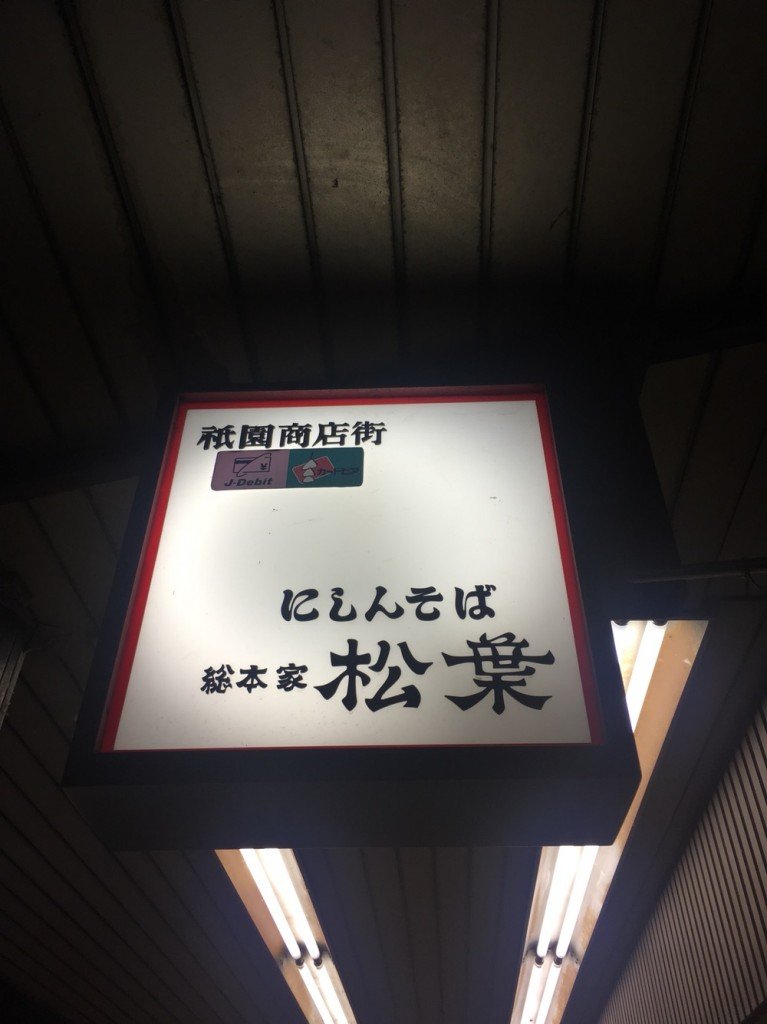 祇園商店街
J-Debit
にしんそば
総本家 松葉